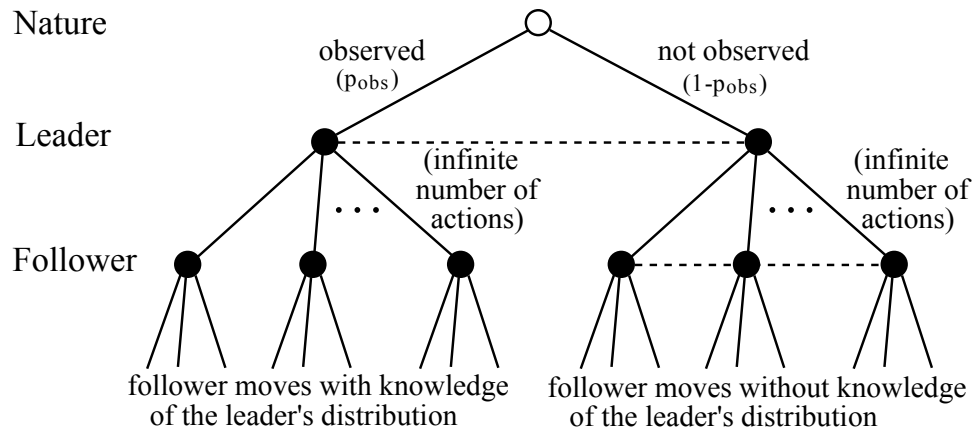 Nature
observed
(pobs)
not observed
(1-pobs)
Leader
(infinite
number of
actions)
(infinite
number of
actions)
. . .
. . .
Follower
follower moves with knowledge
of the leader's distribution
follower moves without knowledge
of the leader's distribution